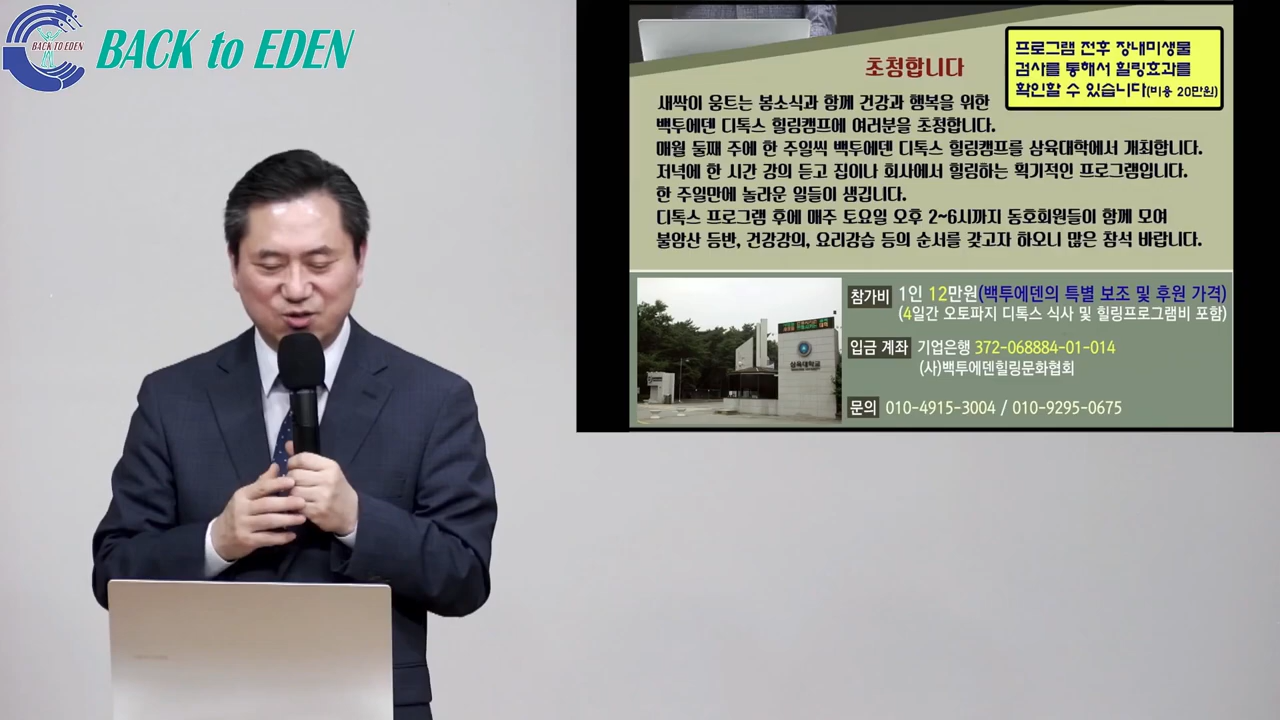 BACK TO EDEN
BACK to EDEN
초청합니다
프로그램 전후 장내미생물
검사를 통해서 힐링효과를
확인할 수 있습니다(비용 20만원)
새싹이 움트는 봄소식과 함께 건강과 행복을 위한
백투에덴 디톡스 힐링캠프에 여러분을 초청합니다.
매월 둘째 주에 한 주일씩 백투에덴 디톡스 힐링캠프를 삼육대학에서 개최합니다.
저녁에 한 시간 강의 듣고 집이나 회사에서 힐링하는 획기적인 프로그램입니다.
한 주일만에 놀라운 일들이 생깁니다.
디톡스 프로그램 후에 매주 토요일 오후 2~6시까지 동호회원들이 함께 모여
불암산 등반, 건강강의, 요리강습 등의 순서를 갖고자 하오니 많은 참석 바랍니다.
삼육대학교
참가비 1인 12만원(백투에덴의 특별 보조 및 후원 가격)
(4일간 오토파지 디톡스 식사 및 힐링프로그램비 포함)
입금 계좌 기업은행 372-068884-01-014
(사)백투에덴힐링문화협회
문의 010-4915-3004 / 010-9295-0675